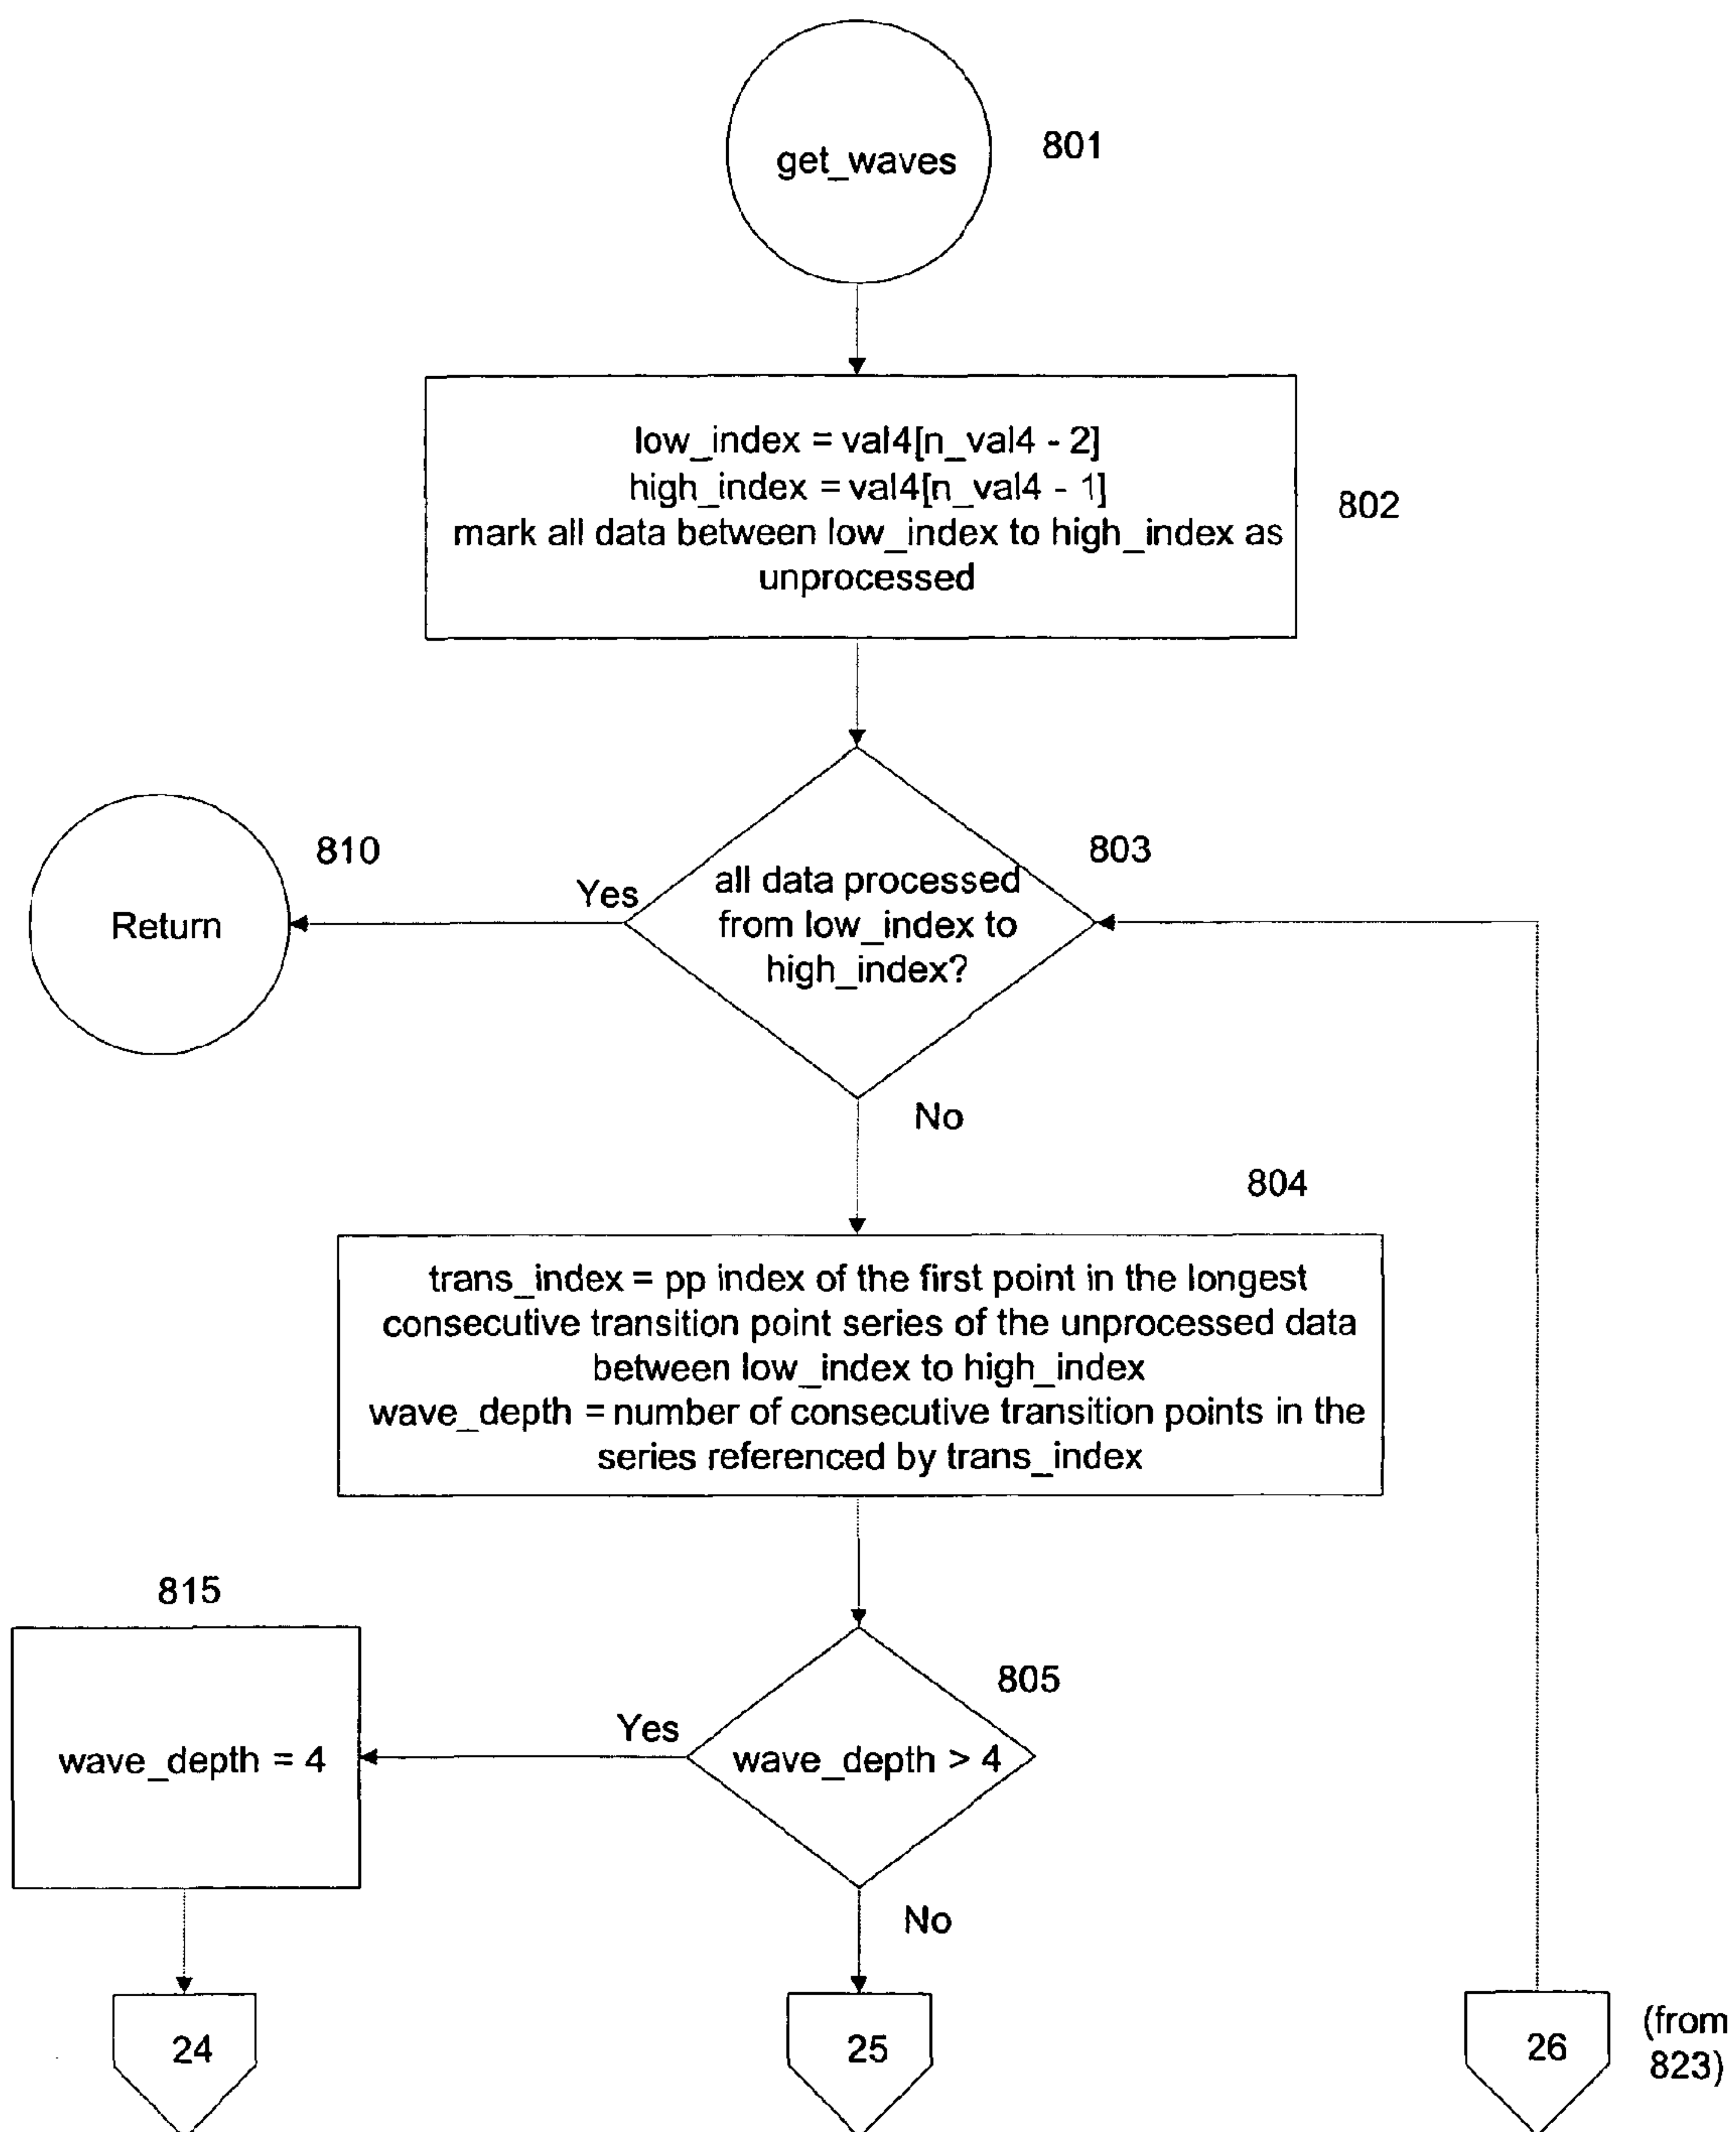 get_waves
801
low_index = val4[n_val4 - 2]
high_index = val4[n_val4 - 1]
mark all data between low_index to high_index as
unprocessed
802
810
Return
Yes
803
all data processed
from low_index to
high_index?
No
804
trans_index = pp index of the first point in the longest
consecutive transition point series of the unprocessed data
between low_index to high_index
wave_depth = number of consecutive transition points in the
series referenced by trans_index
815
wave_depth = 4
Yes
805
wave_depth > 4
No
24
25
26
(from
823)